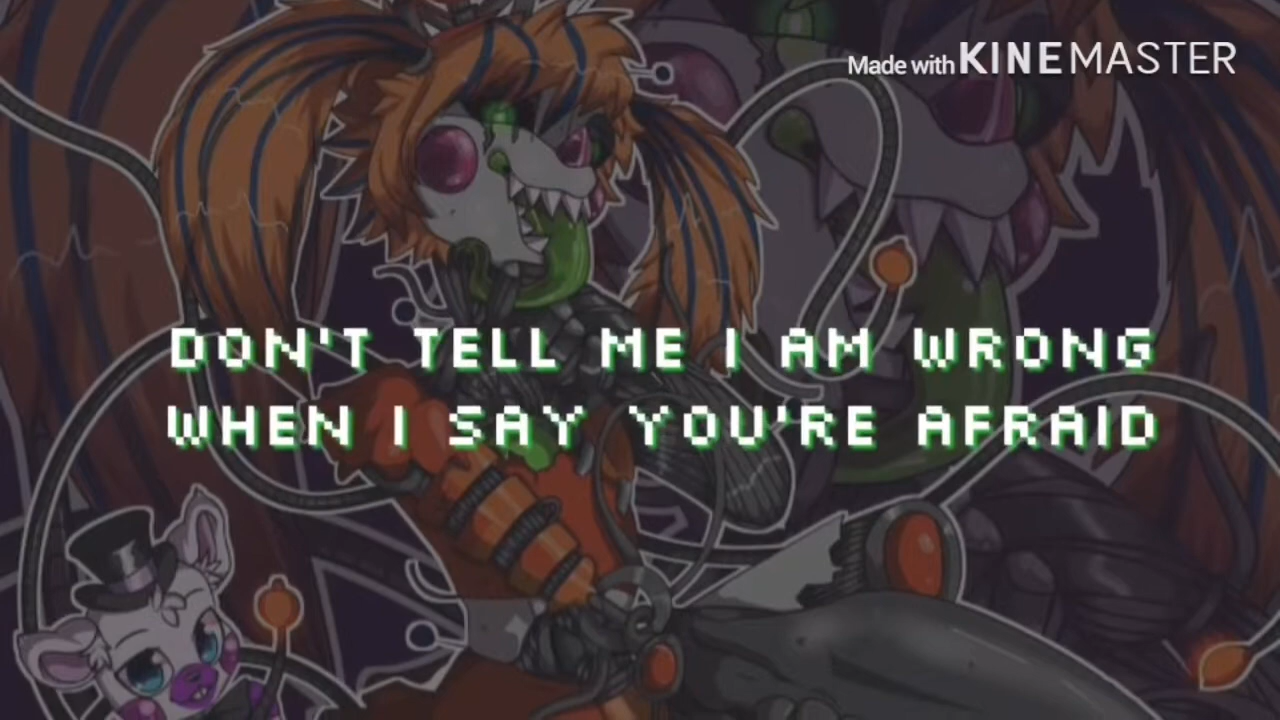 Made with KINEMASTER
DON'T TELL ME I AM WRONG
WHEN I SAY YOU'RE AFRAID